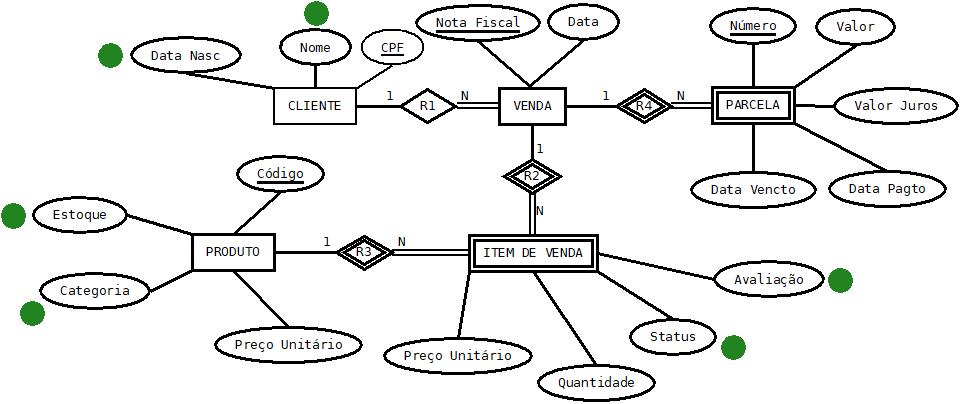 Nota Fiscal
Data
Número
Valor
Data Nasc
Nome
CPF
CLIENTE
1
R1
N
VENDA
1
R4
N
PARCELA
Valor Juros
1
R2
N
Data Vencto
Data Pagto
Código
Estoque
PRODUTO
1
R3
N
ITEM DE VENDA
Categoria
Avaliação
Preço Unitário
Preço Unitário
Status
Quantidade